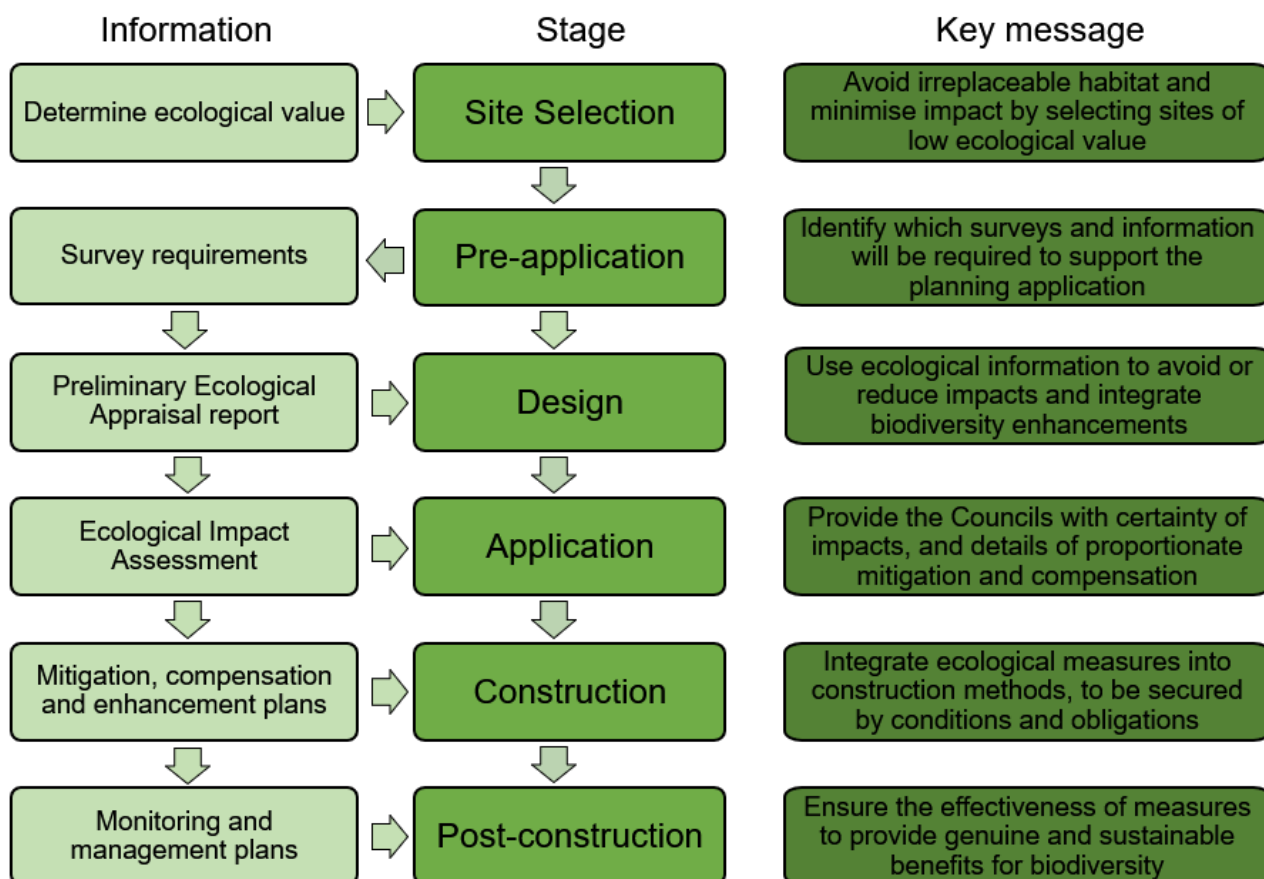 Information
Stage
Key message
Determine ecological value
Site Selection
Avoid irreplaceable habitat and
minimise impact by selecting sites of
low ecological value
Survey requirements
Pre-application
Identify which surveys and information
will be required to support the
planning application
Preliminary Ecological
Appraisal report
Design
Use ecological information to avoid or
reduce impacts and integrate
biodiversity enhancements
Ecological Impact
Assessment
Application
Provide the Councils with certainty of
impacts, and details of proportionate
mitigation and compensation
Mitigation, compensation
and enhancement plans
Construction
Integrate ecological measures into
construction methods, to be secured
by conditions and obligations
Monitoring and
management plans
Post-construction
Ensure the effectiveness of measures
to provide genuine and sustainable
benefits for biodiversity